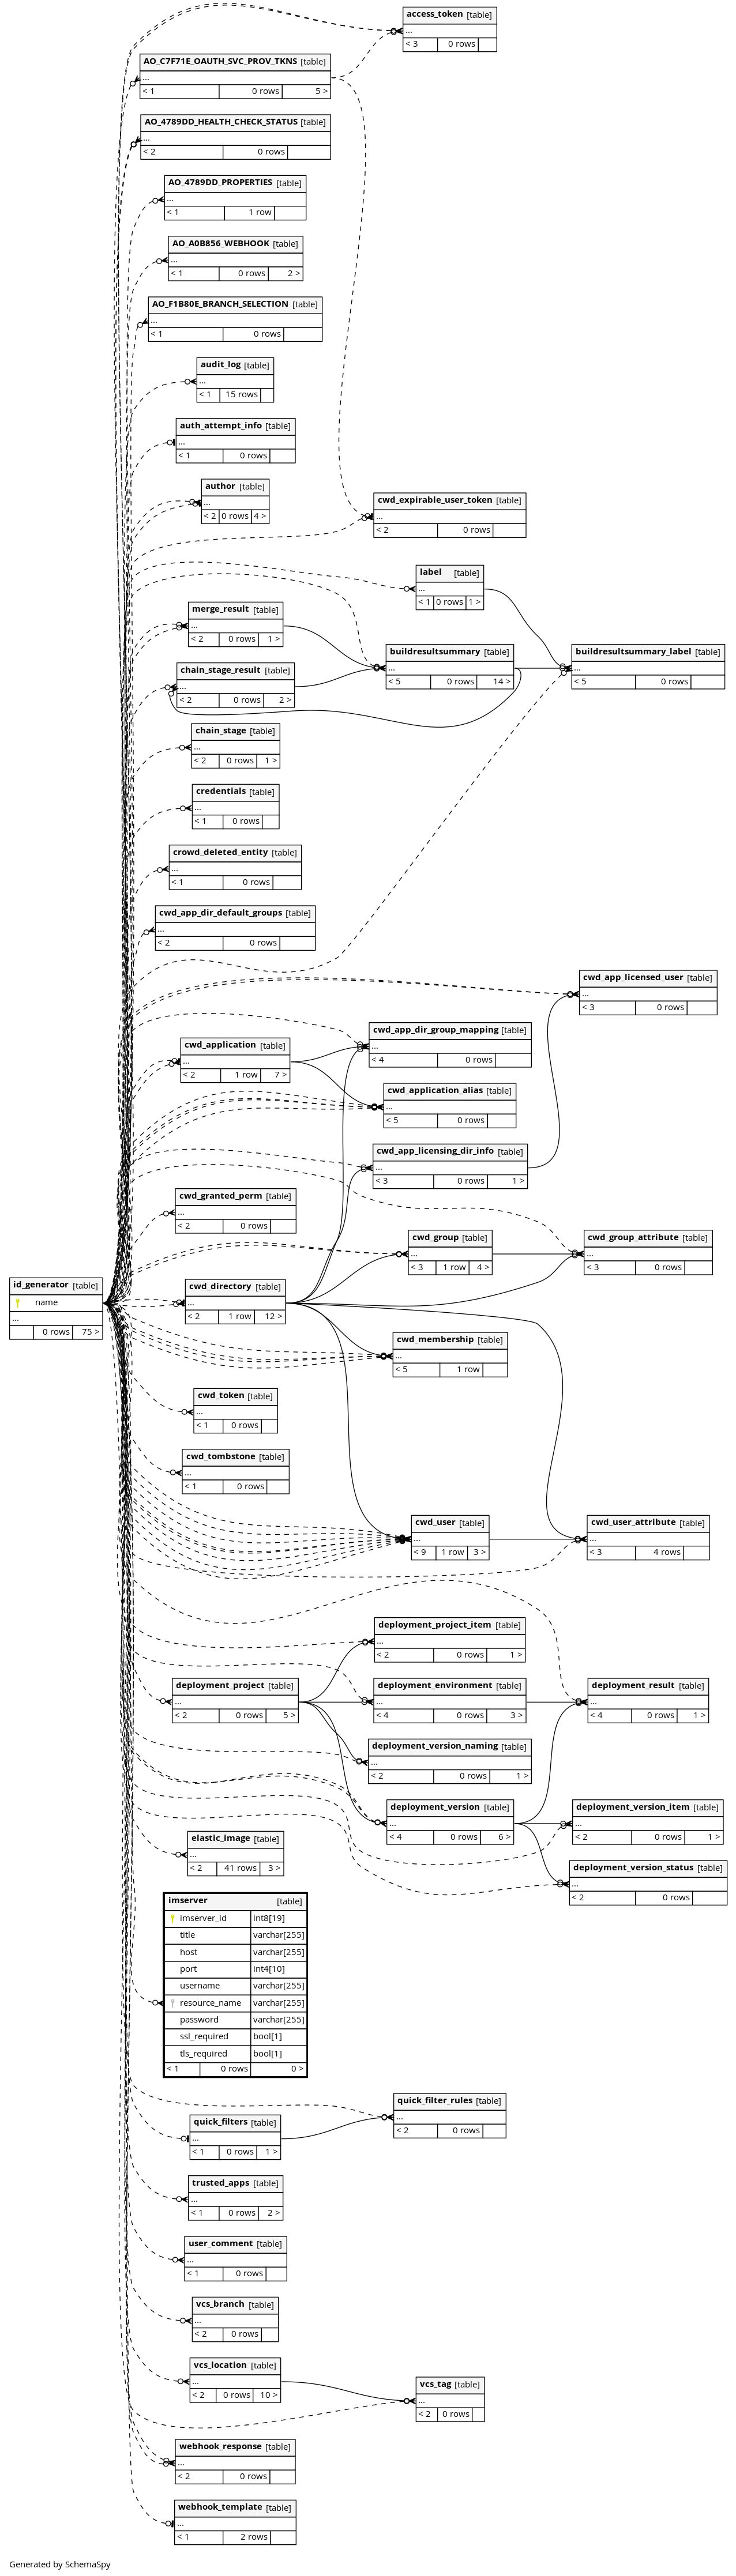 access_token [table]
...
< 3 0 rows
AO_C7F71E_OAUTH_SVC_PROV_TKNS [table]
...
< 1 0 rows 5 >
AO_4789DD_HEALTH_CHECK_STATUS [table]
...
< 2 0 rows
AO_4789DD_PROPERTIES [table]
...
< 1 1 row
AO_A0B856_WEBHOOK [table]
...
< 1 0 rows 2 >
AO_F1B80E_BRANCH_SELECTION [table]
...
< 1 0 rows
audit_log [table]
...
< 1 15 rows
auth_attempt_info [table]
...
< 1 0 rows
author [table]
...
< 2 0 rows 4 >
cwd_expirable_user_token [table]
...
< 2 0 rows
label [table]
...
< 1 0 rows 1 >
merge_result [table]
...
< 2 0 rows 1 >
buildresultsummary [table]
...
< 5 0 rows 14 >
buildresultsummary_label [table]
...
< 5 0 rows
chain_stage_result [table]
...
< 2 0 rows 2 >
chain_stage [table]
...
< 2 0 rows 1 >
credentials [table]
...
< 1 0 rows
crowd_deleted_entity [table]
...
< 1 0 rows
cwd_app_dir_default_groups [table]
...
< 2 0 rows
cwd_app_licensed_user [table]
...
< 3 0 rows
cwd_app_dir_group_mapping [table]
...
< 4 0 rows
cwd_application [table]
...
< 2 1 row 7 >
cwd_application_alias [table]
...
< 5 0 rows
cwd_app_licensing_dir_info [table]
...
< 3 0 rows 1 >
cwd_granted_perm [table]
...
< 2 0 rows
cwd_group [table]
...
< 3 1 row 4 >
cwd_group_attribute [table]
...
< 3 0 rows
id_generator [table]
name
...
0 rows 75 >
cwd_directory [table]
...
< 2 1 row 12 >
cwd_membership [table]
...
< 5 1 row
cwd_token [table]
...
< 1 0 rows
cwd_tombstone [table]
...
< 1 0 rows
cwd_user [table]
...
< 9 1 row 3 >
cwd_user_attribute [table]
...
< 3 4 rows
deployment_project_item [table]
...
< 2 0 rows 1 >
deployment_project [table]
...
< 2 0 rows 5 >
deployment_environment [table]
...
< 4 0 rows 3 >
deployment_result [table]
...
< 4 0 rows 1 >
deployment_version_naming [table]
...
< 2 0 rows 1 >
deployment_version [table]
...
< 4 0 rows 6 >
deployment_version_item [table]
...
< 2 0 rows 1 >
elastic_image [table]
...
< 2 41 rows 3 >
deployment_version_status [table]
...
< 2 0 rows
imserver [table]
imserver_id int8[19]
title varchar[255]
host varchar[255]
port int4[10]
username varchar[255]
resource_name varchar[255]
password varchar[255]
ssl_required bool[1]
tls_required bool[1]
< 1 0 rows 0 >
quick_filter_rules [table]
...
< 2 0 rows
quick_filters [table]
...
< 1 0 rows 1 >
trusted_apps [table]
...
< 1 0 rows 2 >
user_comment [table]
...
< 1 0 rows
vcs_branch [table]
...
< 2 0 rows
vcs_location [table]
...
< 2 0 rows 10 >
vcs_tag [table]
...
< 2 0 rows
webhook_response [table]
...
< 2 0 rows
webhook_template [table]
...
< 1 2 rows
Generated by SchemaSpy